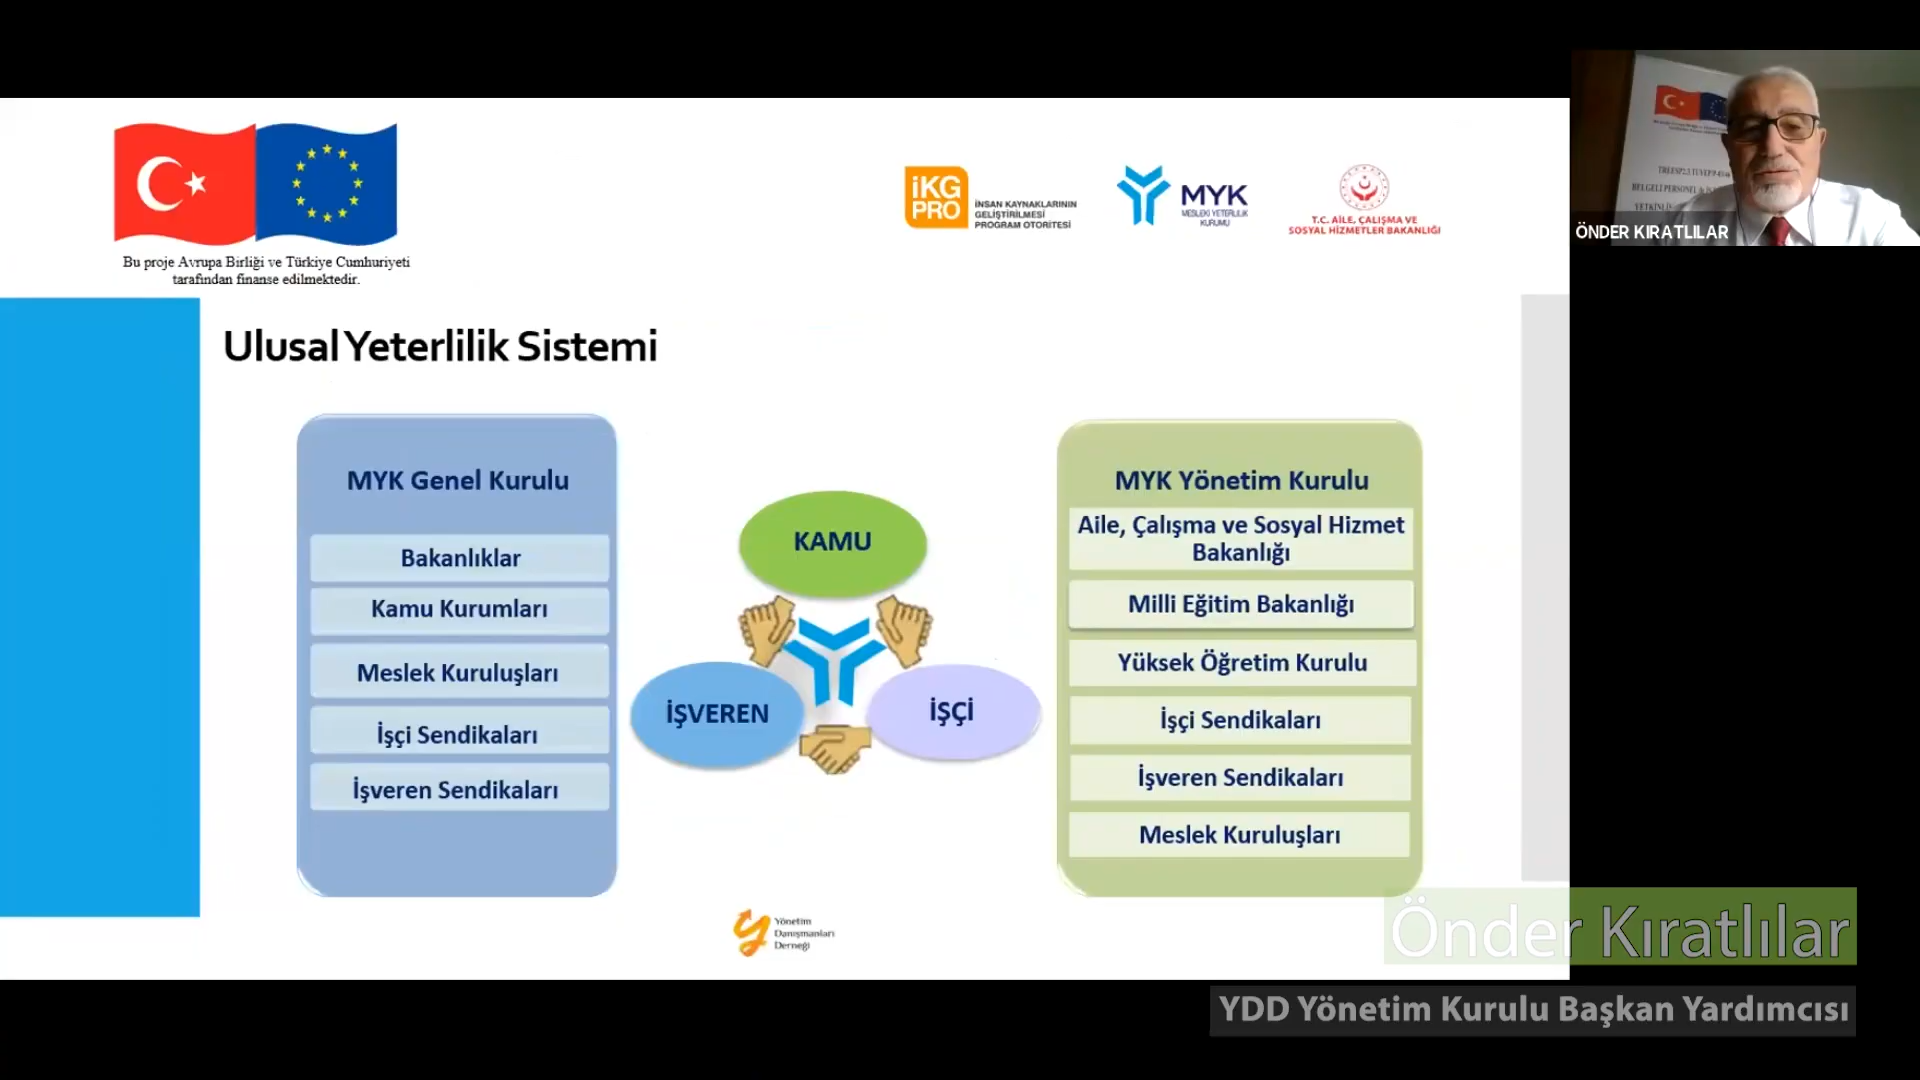 Bu proje Avrupa Birliği ve Türkiye Cumhuriyeti
tarafından finanse edilmektedir.
iKG
PRO
İNSAN KAYNAKLARININ
GELİŞTİRİLMESİ
PROGRAM OTORİTESİ
MYK
MESLEKİ YETERLİLİK
KURUMU
T.C. AİLE, ÇALIŞMA VE
SOSYAL HİZMETLER BAKANLIĞI
BELGELİ PERSONEL
ÖNDER KIRATLILAR
Ulusal Yeterlilik Sistemi
MYK Genel Kurulu
Bakanlıklar
Kamu Kurumları
Meslek Kuruluşları
İşçi Sendikaları
İşveren Sendikaları
KAMU
İŞVEREN
İŞÇİ
MYK Yönetim Kurulu
Aile, Çalışma ve Sosyal Hizmet
Bakanlığı
Milli Eğitim Bakanlığı
Yüksek Öğretim Kurulu
İşçi Sendikaları
İşveren Sendikaları
Meslek Kuruluşları
Yönetim
Danışmanları
Derneği
Önder Kıratlılar
YDD Yönetim Kurulu Başkan Yardımcısı